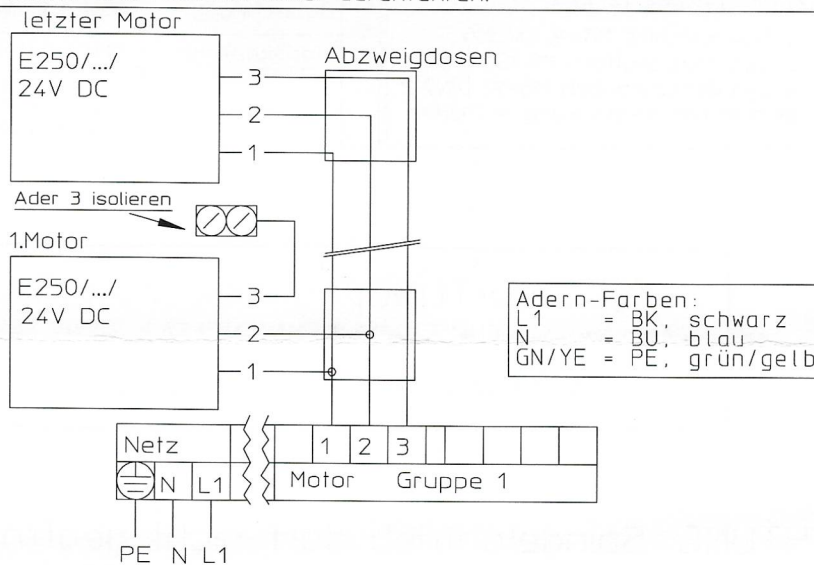 letzter Motor
E250/.../
24V DC
3
2
1
Abzweigdosen
Ader 3 isolieren
1.Motor
E250/.../
24V DC
3
2
1
Adern-Farben:
L1 = BK, schwarz
N = BU, blau
GN/YE = PE, grün/gelb
Netz
1 2 3
N L1
Motor Gruppe 1
PE N L1